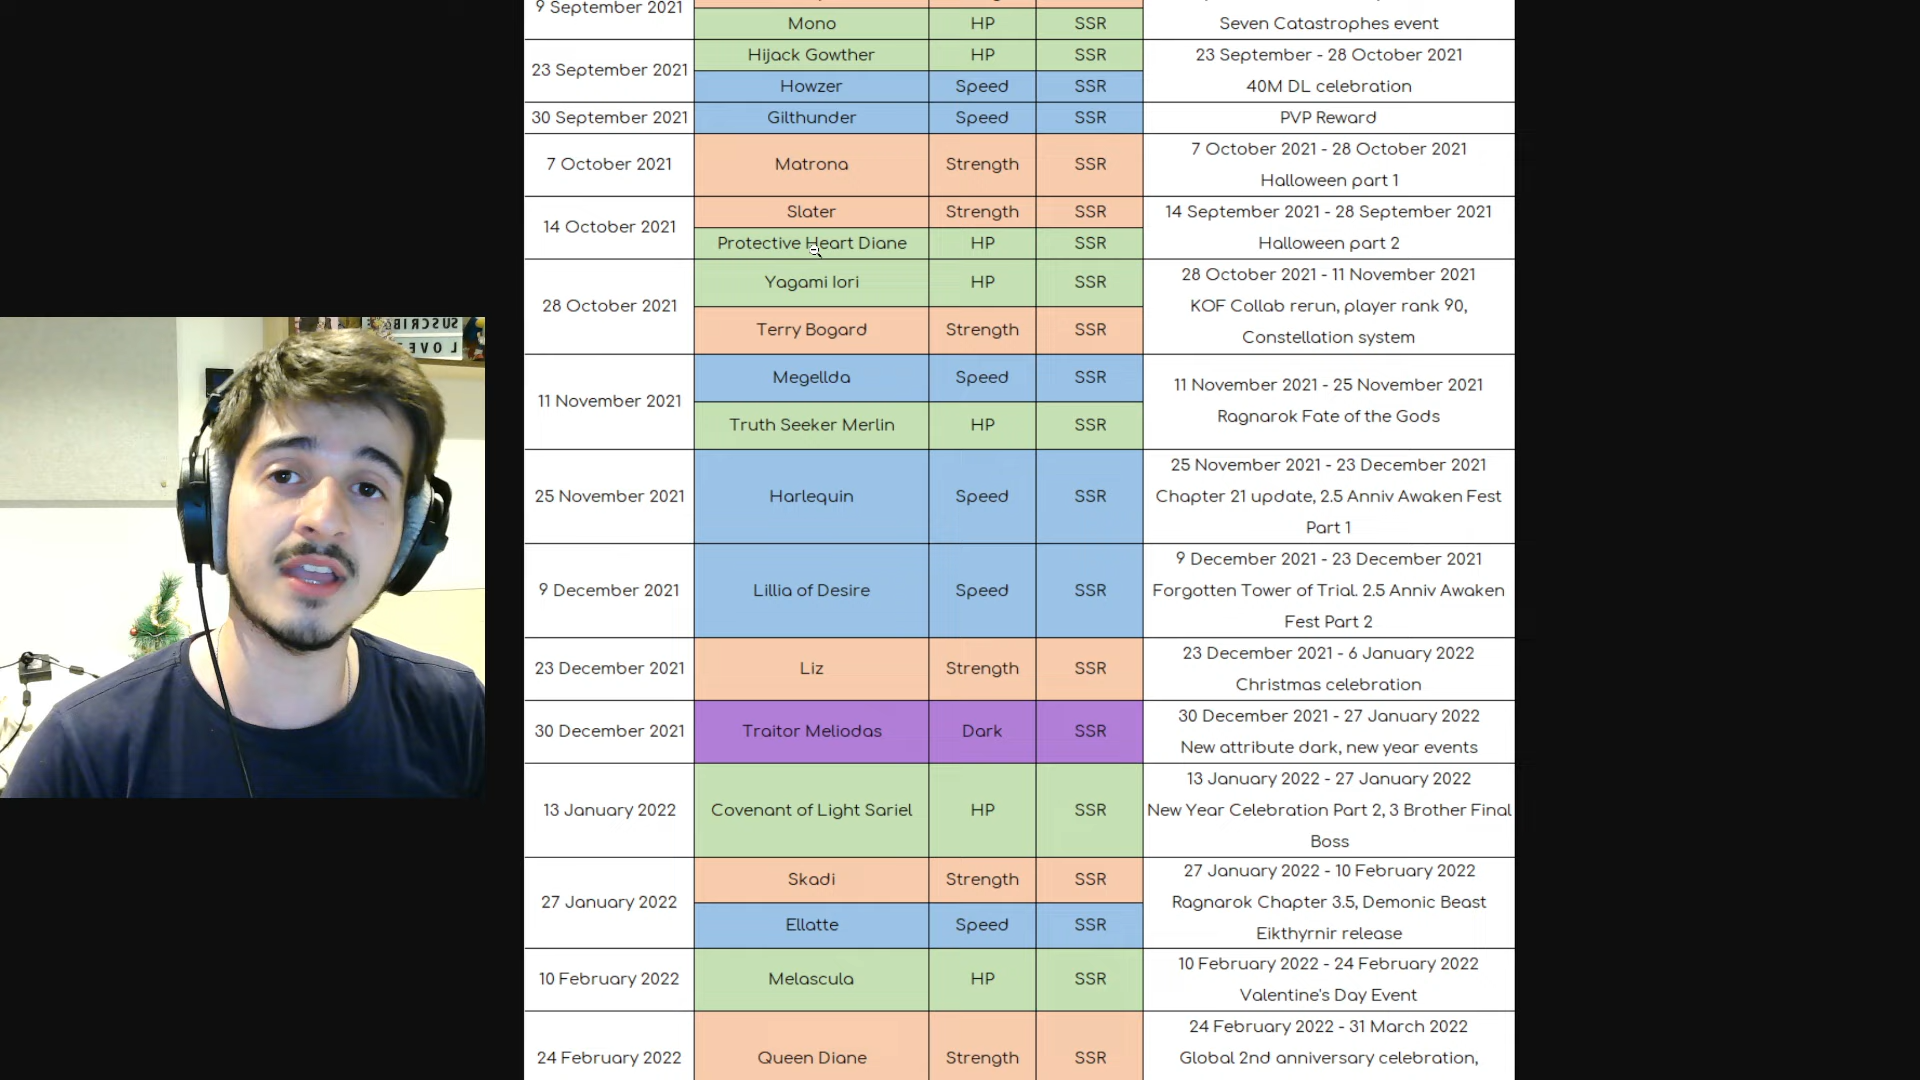 9 September 2021
Mono HP SSR Seven Catastrophes event
23 September 2021
Hijack Gowther HP SSR
23 September - 28 October 2021
Howzer Speed SSR
40M DL celebration
30 September 2021 Gilthunder Speed SSR PVP Reward
7 October 2021 Matrona Strength SSR
7 October 2021 - 28 October 2021
Halloween part 1
14 October 2021
Slater Strength SSR
14 September 2021 - 28 September 2021
Protective Heart Diane HP SSR
Halloween part 2
28 October 2021
Yagami Iori HP SSR
Terry Bogard Strength SSR
28 October 2021 - 11 November 2021
KOF Collab rerun, player rank 90,
Constellation system
11 November 2021
Megellda Speed SSR
Truth Seeker Merlin HP SSR
11 November 2021 - 25 November 2021
Ragnarok Fate of the Gods
25 November 2021 Harlequin Speed SSR
25 November 2021 - 23 December 2021
Chapter 21 update, 2.5 Anniv Awaken Fest
Part 1
9 December 2021 Lillia of Desire Speed SSR
9 December 2021 - 23 December 2021
Forgotten Tower of Trial. 2.5 Anniv Awaken
Fest Part 2
23 December 2021 Liz Strength SSR
23 December 2021 - 6 January 2022
Christmas celebration
30 December 2021 Traitor Meliodas Dark SSR
30 December 2021 - 27 January 2022
New attribute dark, new year events
13 January 2022 Covenant of Light Sariel HP SSR
13 January 2022 - 27 January 2022
New Year Celebration Part 2, 3 Brother Final
Boss
27 January 2022
Skadi Strength SSR
Ellatte Speed SSR
27 January 2022 - 10 February 2022
Ragnarok Chapter 3.5, Demonic Beast
Eikthyrnir release
10 February 2022 Melascula HP SSR
10 February 2022 - 24 February 2022
Valentine's Day Event
24 February 2022 Queen Diane Strength SSR
24 February 2022 - 31 March 2022
Global 2nd anniversary celebration,
SUBSCRIBE
LOVE